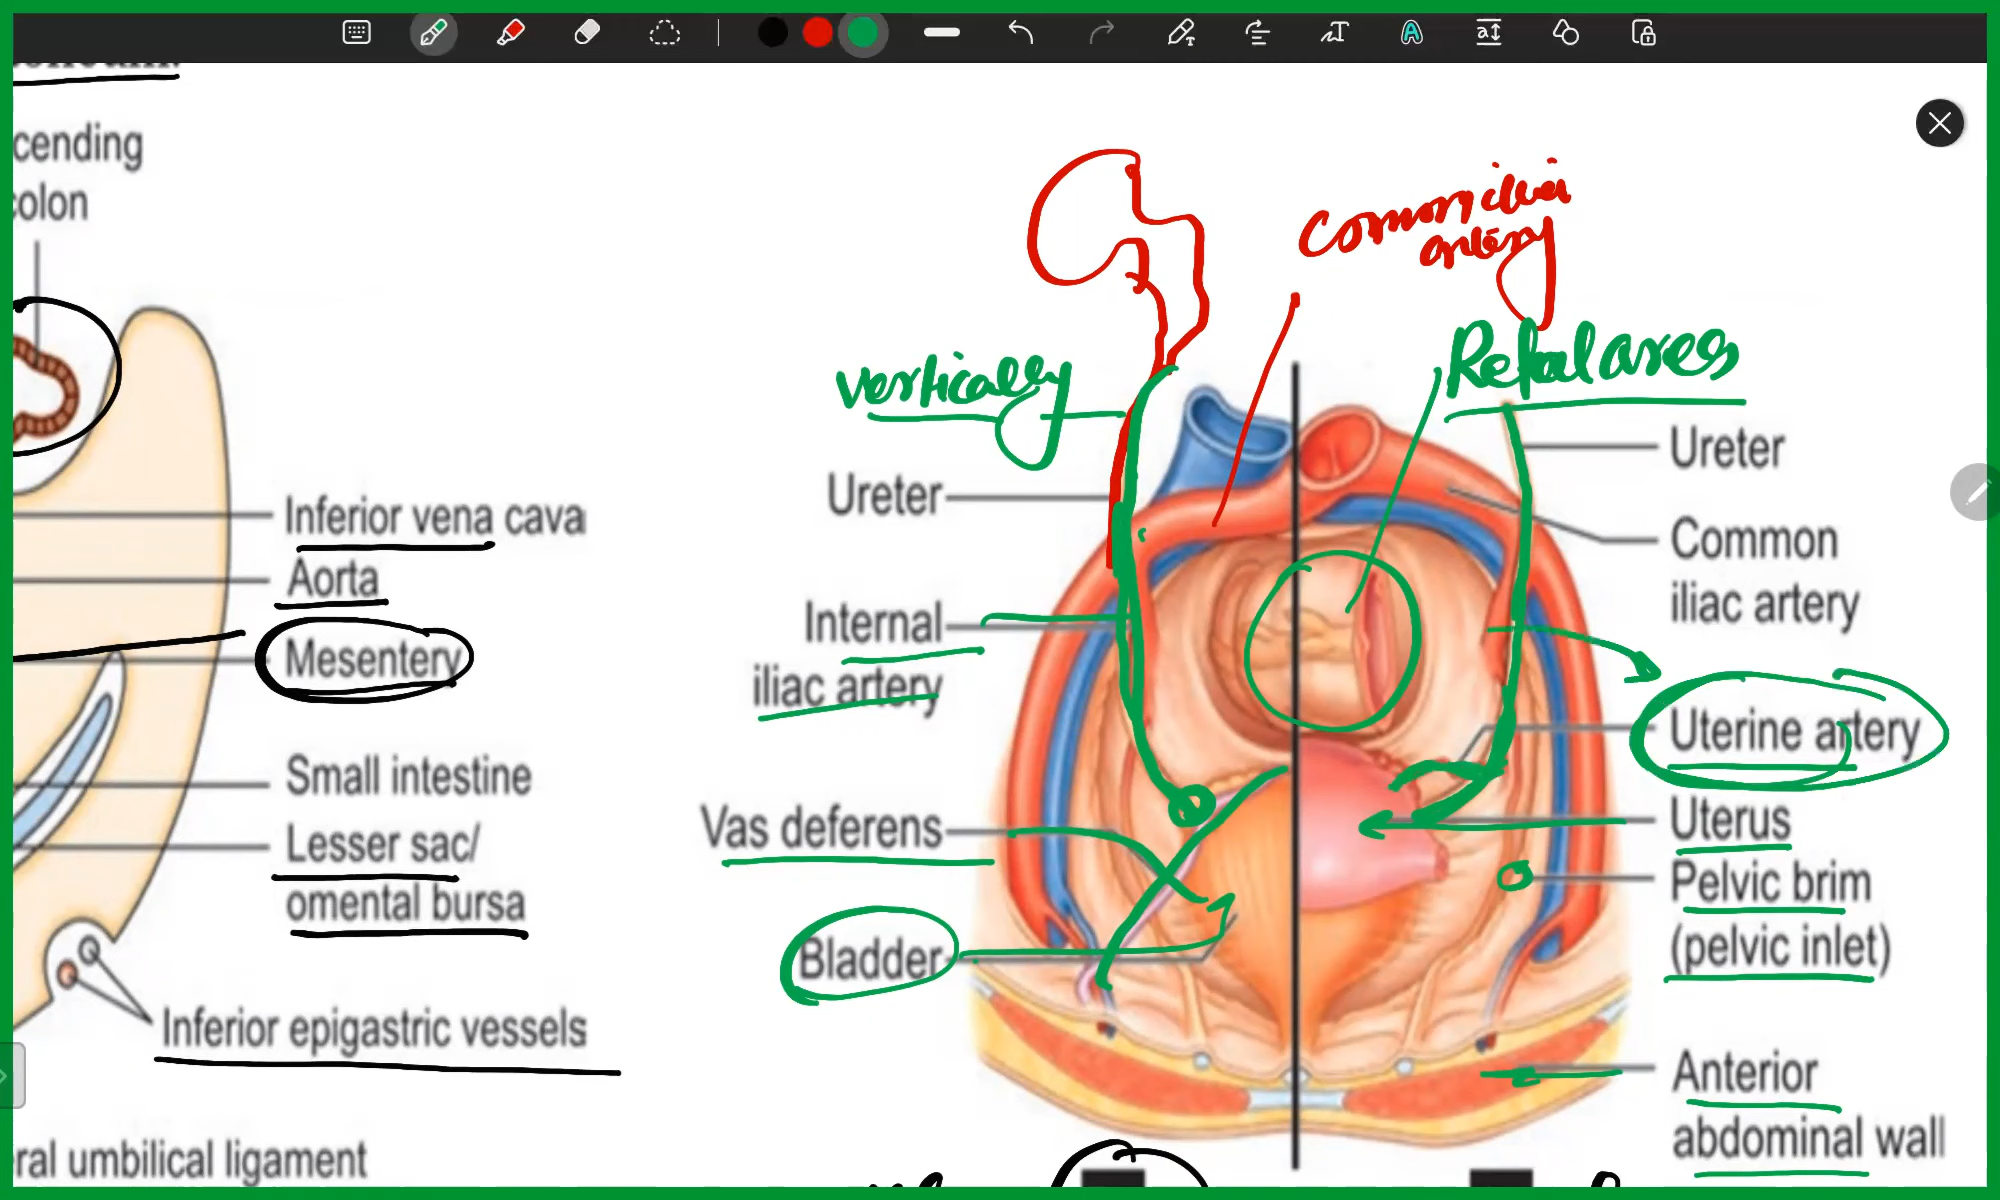 cending
colon
Inferior vena cava
Aorta
Mesentery
Small intestine
Lesser sac/
omental bursa
Inferior epigastric vessels
ral umbilical ligament
vertically
artery
Ureter
Internal
iliac artery
Vas deferens
Bladder
Ureter
Common
iliac artery
Uterine artery
Uterus
Pelvic brim
(pelvic inlet)
Anterior
abdominal wall